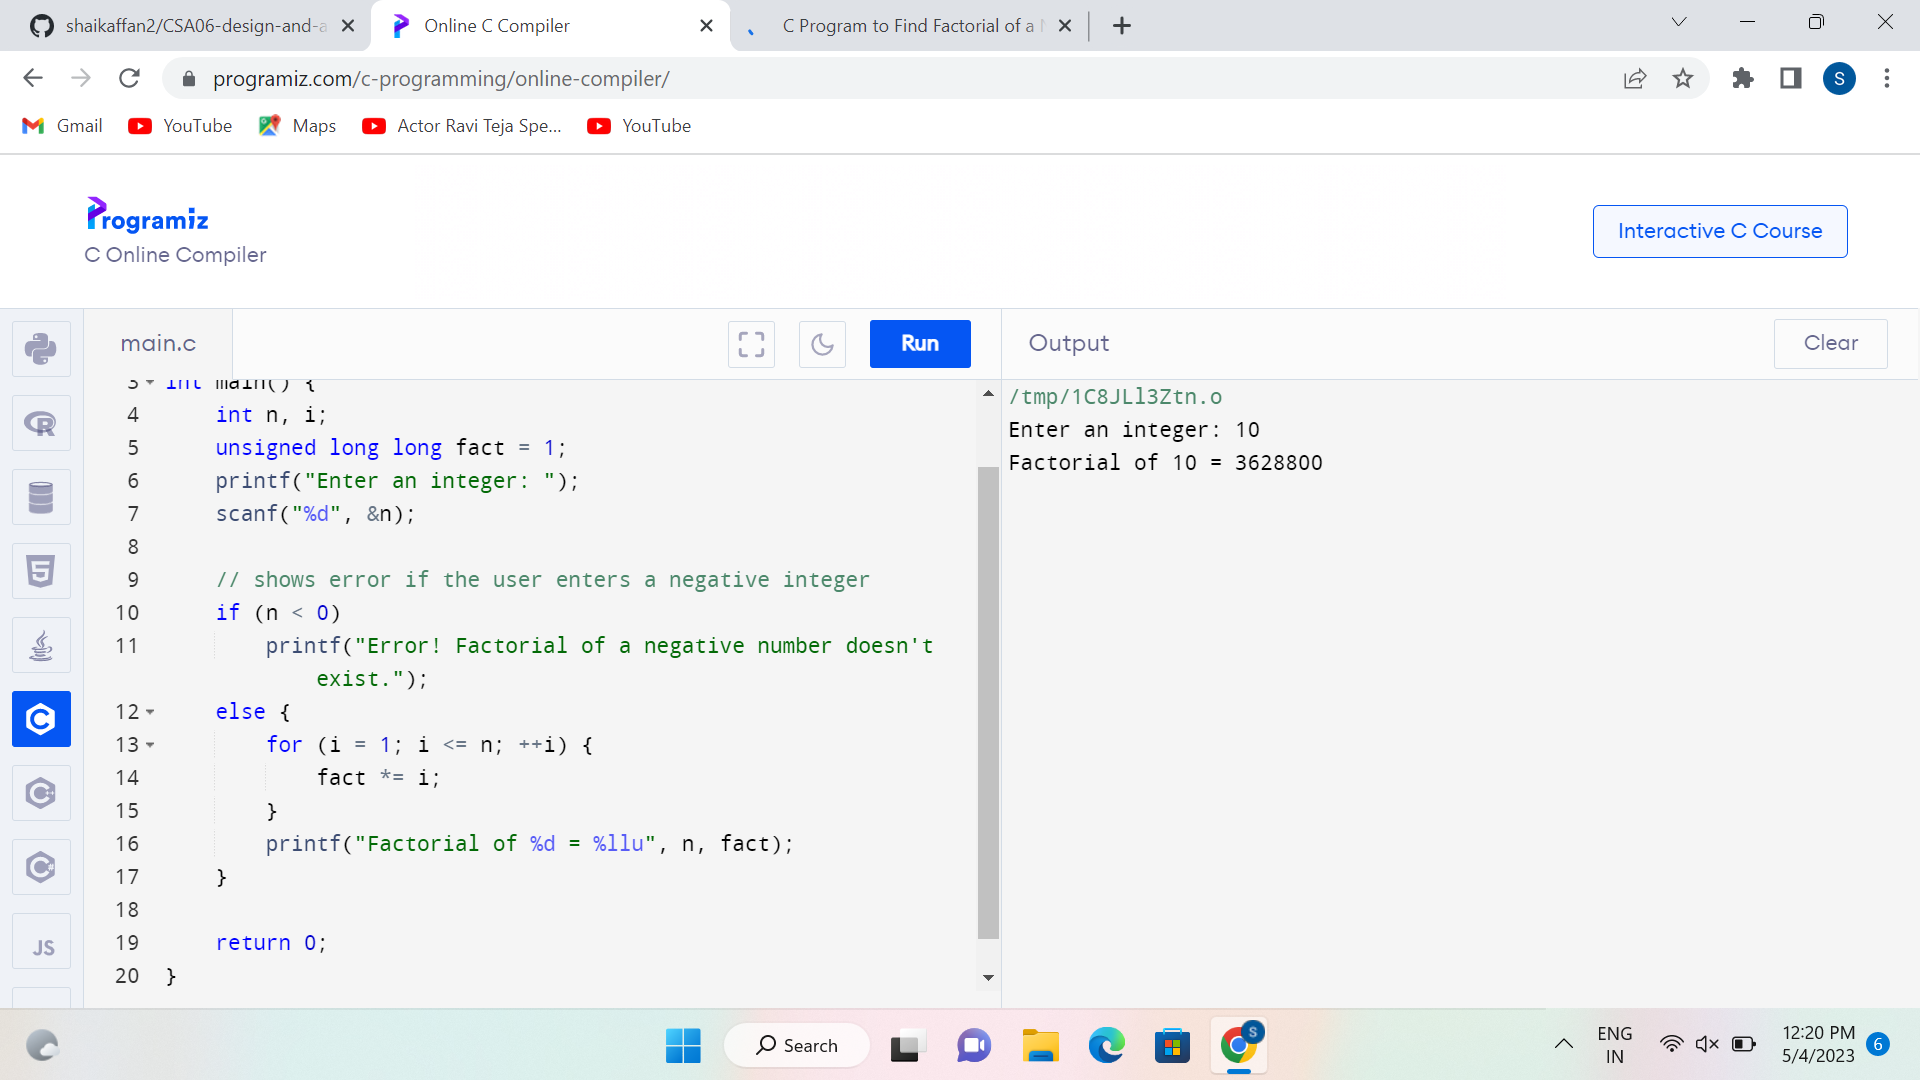 shaikaffan2/CSA06-design-and-a
Online C Compiler
C Program to Find Factorial of a N
programiz.com/c-programming/online-compiler/
S
Gmail
YouTube
Maps
Actor Ravi Teja Spe...
YouTube
Programiz
C Online Compiler
Interactive C Course
main.c
Run
Output
Clear
3 int main() {
4 int n, i;
5 unsigned long long fact = 1;
6 printf("Enter an integer: ");
7 scanf("%d", &n);
8
9 // shows error if the user enters a negative integer
10 if (n < 0)
11 printf("Error! Factorial of a negative number doesn't
exist.");
12 else {
13 for (i = 1; i <= n; ++i) {
14 fact *= i;
15 }
16 printf("Factorial of %d = %llu", n, fact);
17 }
18
19 return 0;
20 }
/tmp/1C8JLl3Ztn.o
Enter an integer: 10
Factorial of 10 = 3628800
R
5
C
JS
Search
S
ENG
IN
12:20 PM
5/4/2023
6